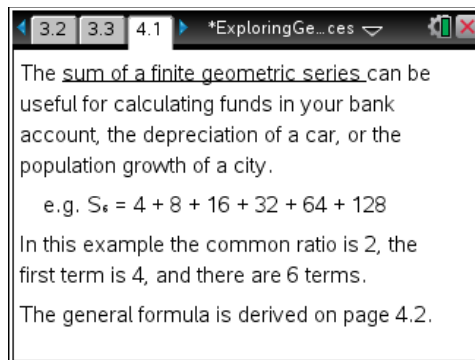 3.2 3.3 4.1 *ExploringGe…ces
The sum of a finite geometric series can be
useful for calculating funds in your bank
account, the depreciation of a car, or the
population growth of a city.
e.g. S₆ = 4 + 8 + 16 + 32 + 64 + 128
In this example the common ratio is 2, the
first term is 4, and there are 6 terms.
The general formula is derived on page 4.2.